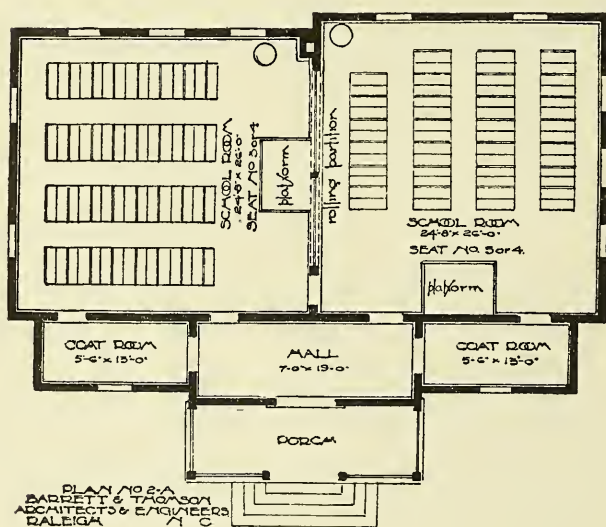 SCHOOL ROOM
24'-8" x 26'-0"
SEAT NO 3 or 4
platform
rolling partition
SCHOOL ROOM
24'-8" x 26'-0"
SEAT NO. 3 or 4.
platform
COAT ROOM
5'-6" x 13'-0"
HALL
7'-0" x 19'-0"
COAT ROOM
5'-6" x 13'-0"
PORCH
PLAN NO 2-A
BARRETT & THOMSON
ARCHITECTS & ENGINEERS
RALEIGH N C